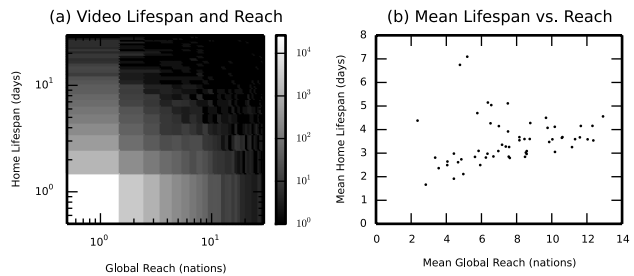 (a) Video Lifespan and Reach
Home Lifespan (days)
10^1
10^0
10^0
10^1
Global Reach (nations)
10^4
10^3
10^2
10^1
10^0
(b) Mean Lifespan vs. Reach
Mean Home Lifespan (days)
8
7
6
5
4
3
2
1
0
0 2 4 6 8 10 12 14
Mean Global Reach (nations)